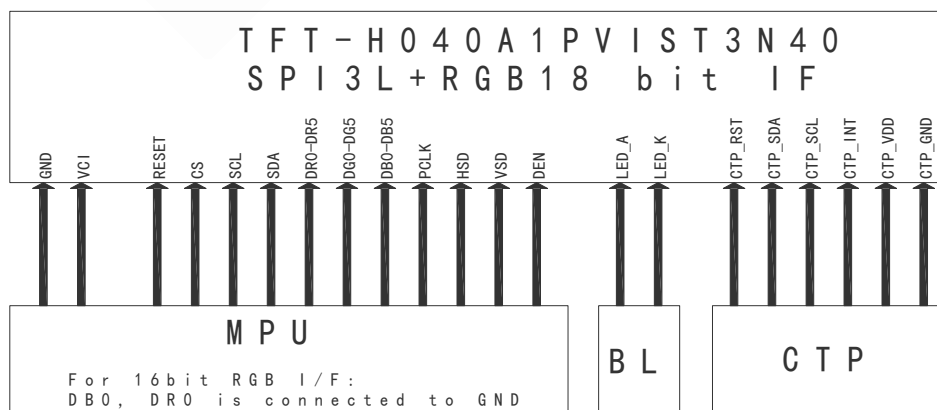 TFT-H040A1PVIST3N40
SPI3L+RGB18 bit IF
GND
VCI
RESET
CS
SCL
SDA
DR0-DR5
DG0-DG5
DB0-DB5
PCLK
HSD
VSD
DEN
LED_A
LED_K
CTP_RST
CTP_SDA
CTP_SCL
CTP_INT
CTP_VDD
CTP_GND
MPU
For 16bit RGB I/F:
DB0, DR0 is connected to GND
BL
CTP